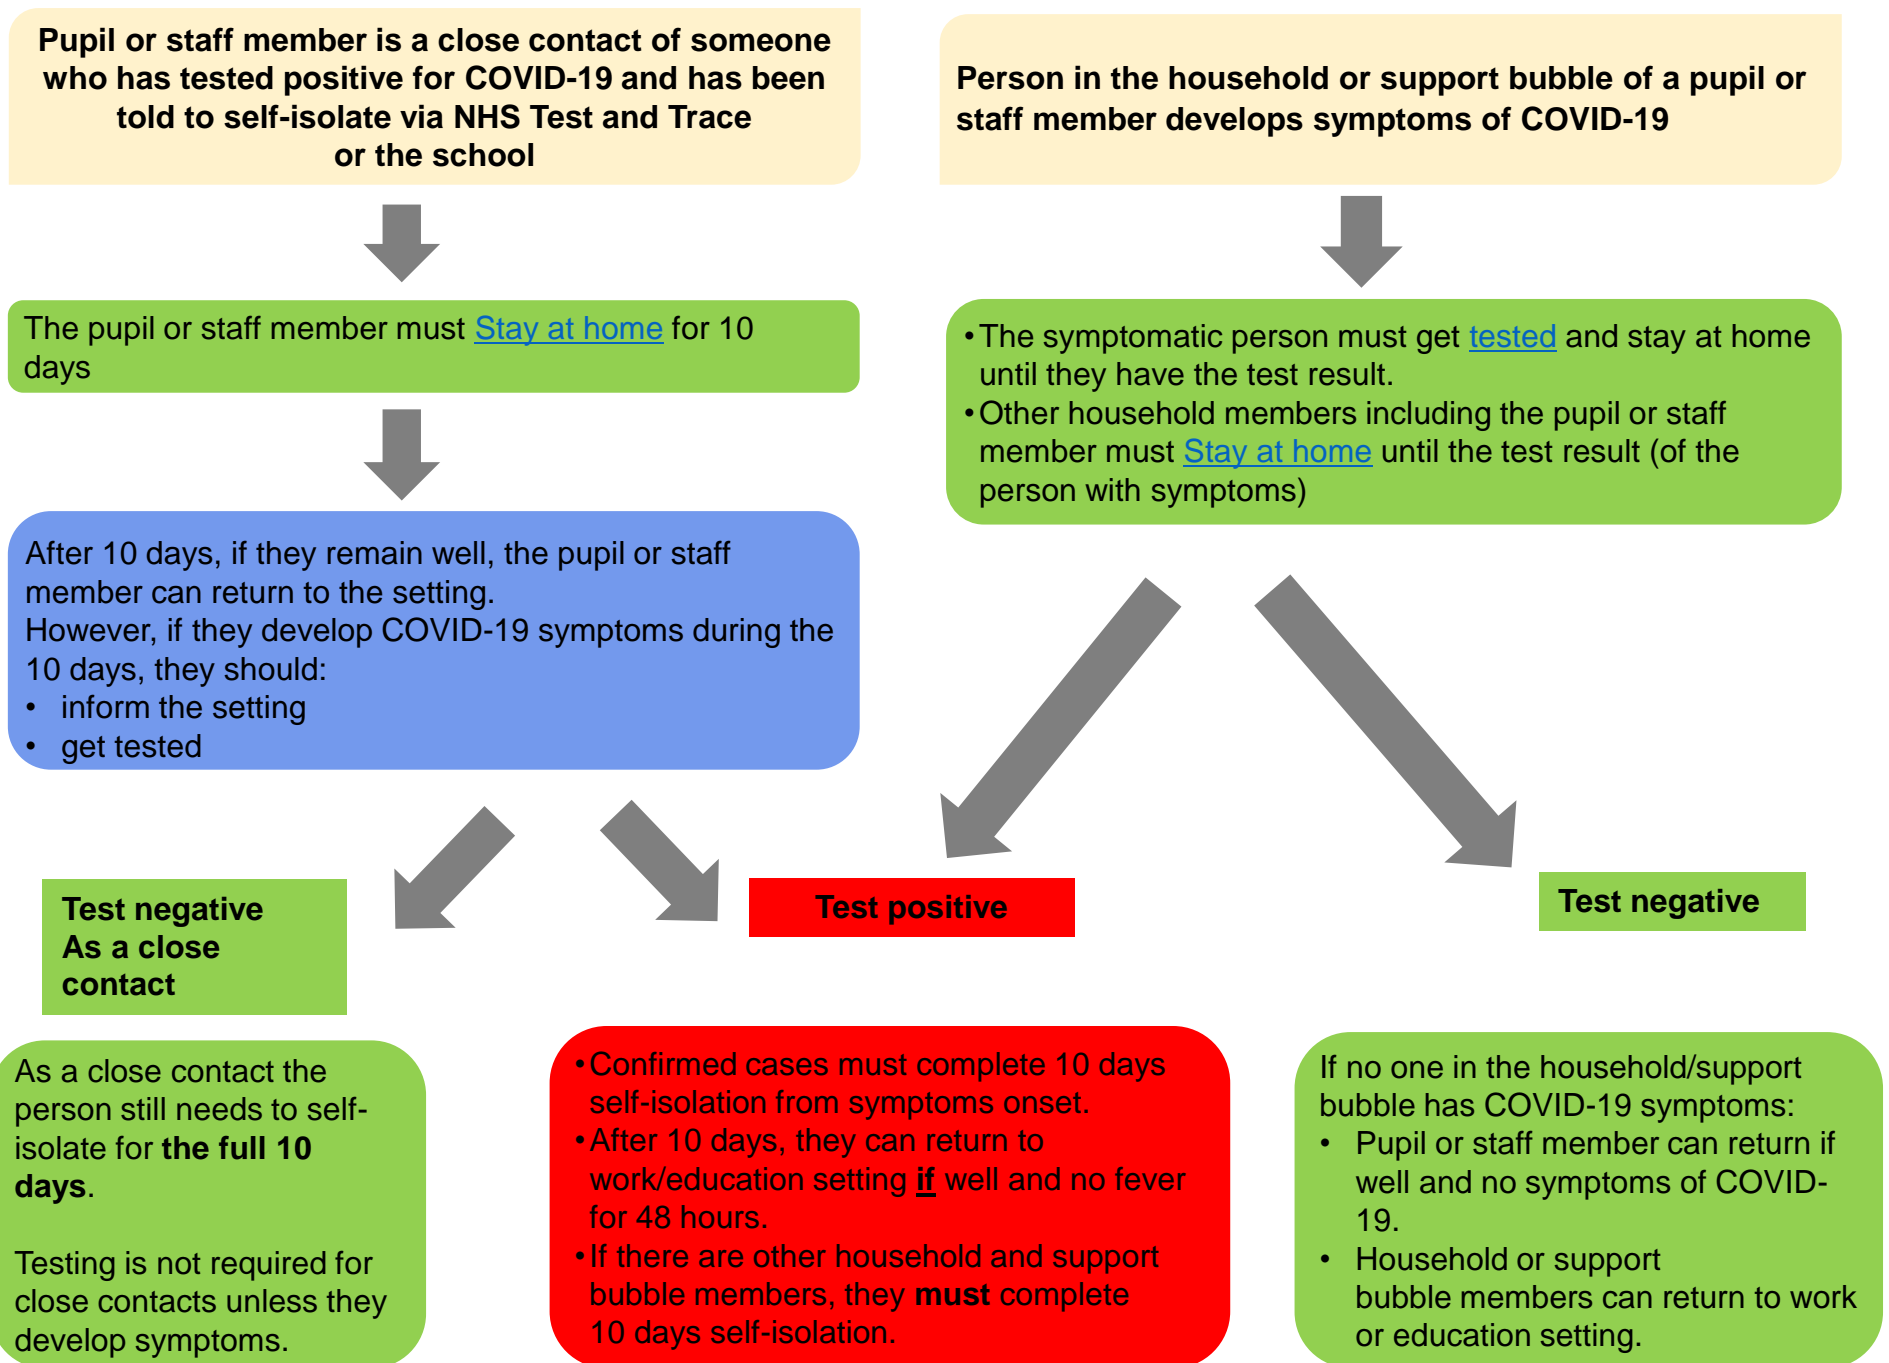 Pupil or staff member is a close contact of someone
who has tested positive for COVID-19 and has been
told to self-isolate via NHS Test and Trace
or the school
Person in the household or support bubble of a pupil or
staff member develops symptoms of COVID-19
The pupil or staff member must Stay at home for 10
days
•The symptomatic person must get tested and stay at home
until they have the test result.
•Other household members including the pupil or staff
member must Stay at home until the test result (of the
person with symptoms)
After 10 days, if they remain well, the pupil or staff
member can return to the setting.
However, if they develop COVID-19 symptoms during the
10 days, they should:
• inform the setting
• get tested
Test negative
As a close
contact
Test positive
Test negative
As a close contact the
person still needs to self-
isolate for the full 10
days.
Testing is not required for
close contacts unless they
develop symptoms.
•Confirmed cases must complete 10 days
self-isolation from symptoms onset.
•After 10 days, they can return to
work/education setting if well and no fever
for 48 hours.
•If there are other household and support
bubble members, they must complete
10 days self-isolation.
If no one in the household/support
bubble has COVID-19 symptoms:
• Pupil or staff member can return if
well and no symptoms of COVID-
19.
• Household or support
bubble members can return to work
or education setting.